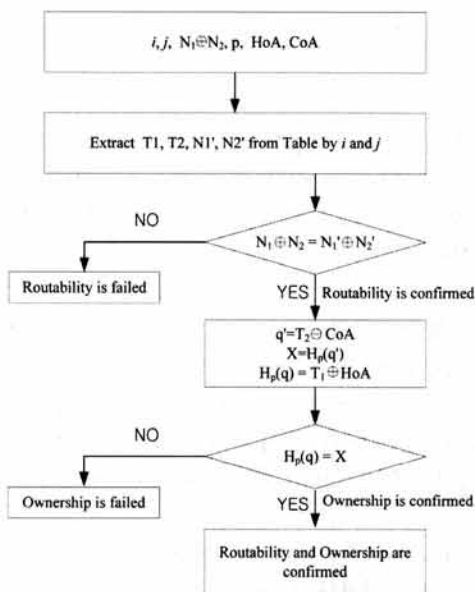 i, j, N₁⊕N₂, p, HoA, CoA
Extract T1, T2, N1', N2' from Table by i and j
NO
N₁⊕N₂ = N₁'⊕N₂'
Routability is failed
YES Routability is confirmed
q'=T₂⊖CoA
X=Hₚ(q')
Hₚ(q) = T₁⊕HoA
NO
Hₚ(q) = X
Ownership is failed
YES Ownership is confirmed
Routability and Ownership are
confirmed